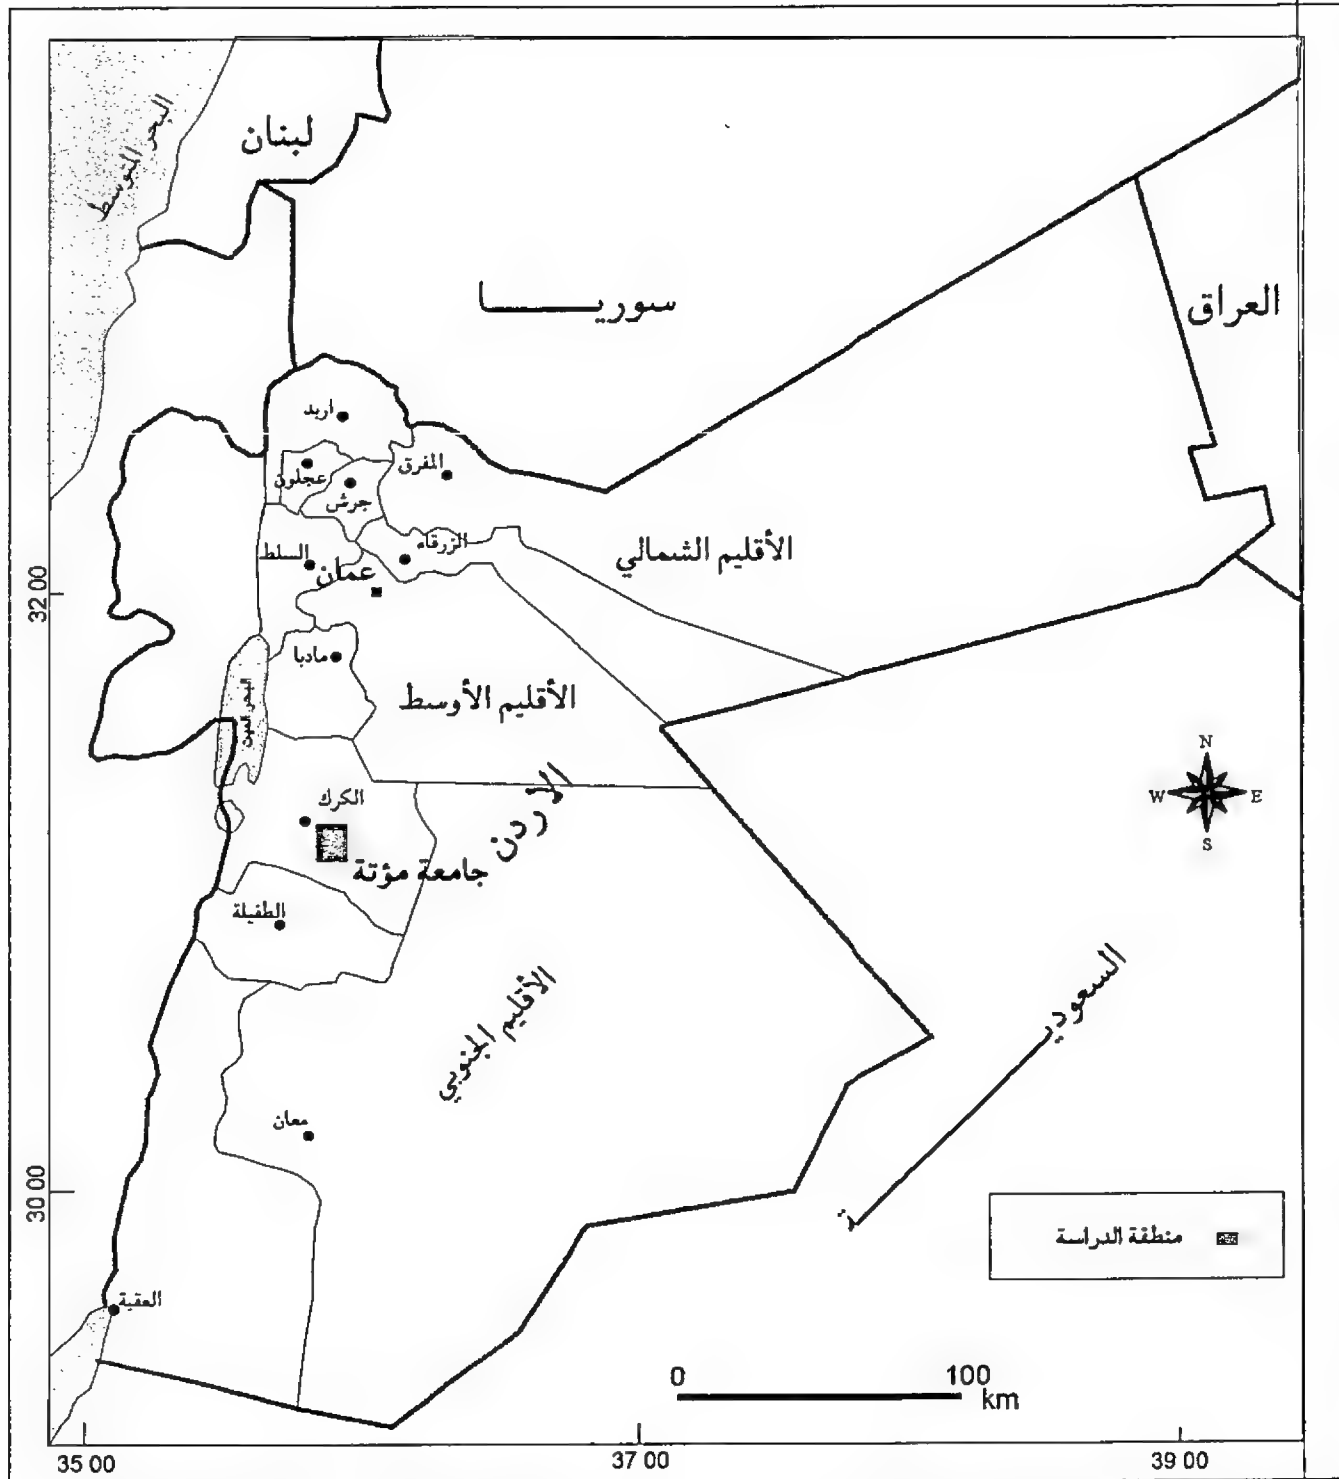 لبنان
البحر المتوسط
سوريـــــــا
العراق
اربد
عجلون
المفرق
جرش
الزرقاء
الأقليم الشمالي
السلط
عمان
32 00
مادبا
الأقليم الأوسط
البحر الميت
N
W E
S
الكرك
الأردن
جامعة مؤتة
الطفيلة
السعوديـــــــة
الأقليم الجنوبي
معان
30 00
منطقة الدراسة
العقبة
0 100
km
35 00 37 00 39 00